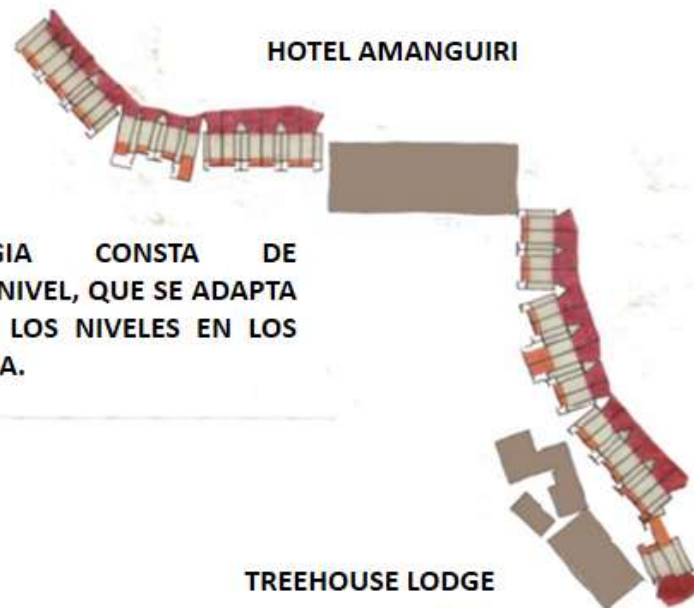 HOTEL AMANGUIRI
GIA CONSTA DE
NIVEL, QUE SE ADAPTA
LOS NIVELES EN LOS
A.
TREEHOUSE LODGE